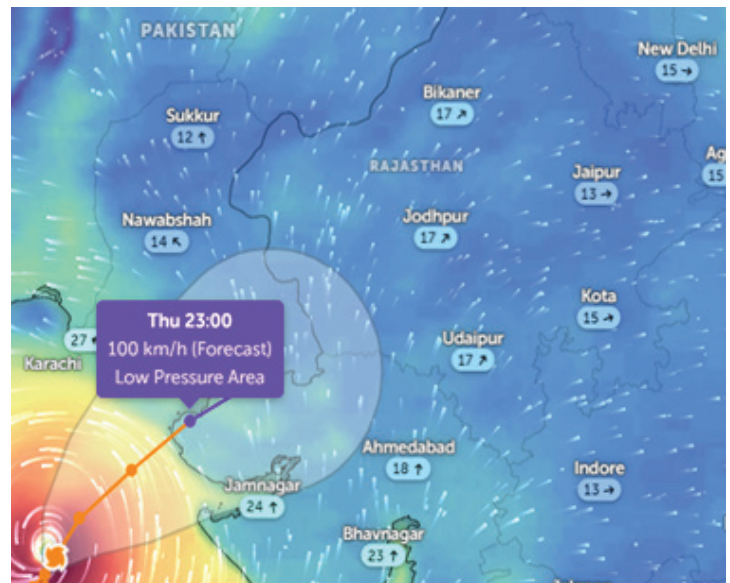 PAKISTAN
New Delhi
15
Bikaner
17
Sukkur
12
Ag
15
RAJASTHAN
Jaipur
13
Nawabshah
14
Jodhpur
17
Thu 23:00
100 km/h (Forecast)
Low Pressure Area
Kota
15
27
Karachi
Udaipur
17
Ahmedabad
18
Indore
13
Jamnagar
24
Bhavnagar
23